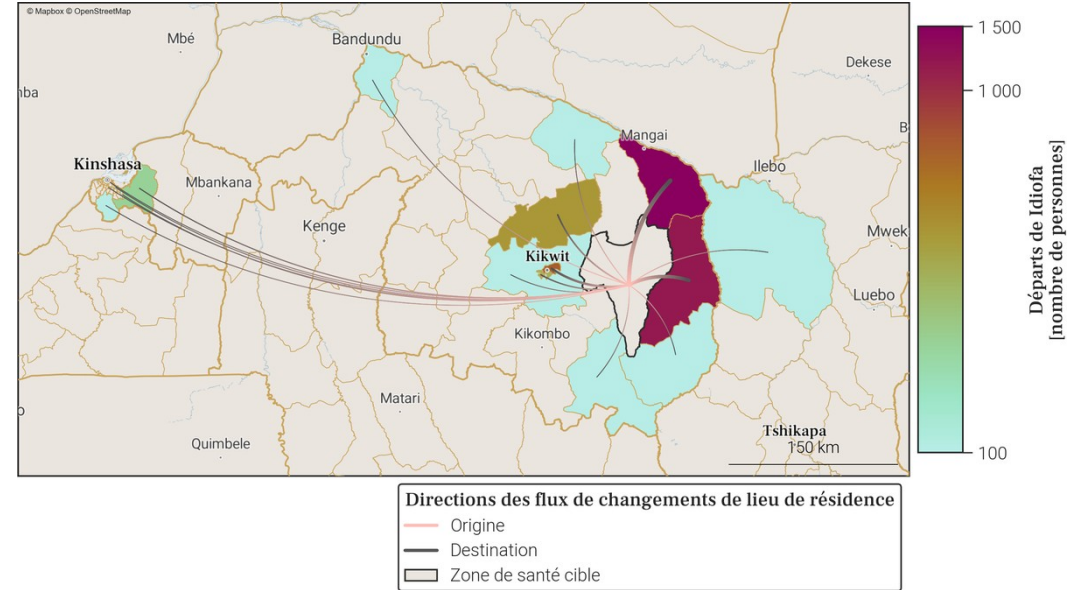 © Mapbox © OpenStreetMap
Mbé
Bandundu
Dekese
Mangai
Kinshasa
Ilebo
Mbankana
Kenge
Mwek
Kikwit
Luebo
Kikombo
Matari
Tshikapa
Quimbele
150 km
1 500
1 000
100
Départs de Idiofa
[nombre de personnes]
Directions des flux de changements de lieu de résidence
Origine
Destination
Zone de santé cible